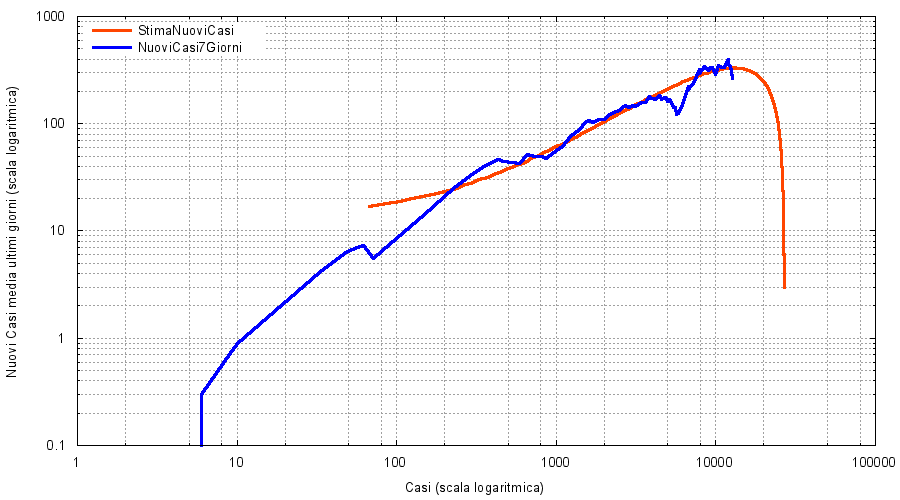 1000
100
10
1
0.1
Nuovi Casi media ultimi giorni (scala logaritmica)
StimaNuoviCasi
NuoviCasi7Giorni
1 10 100 1000 10000 100000
Casi (scala logaritmica)